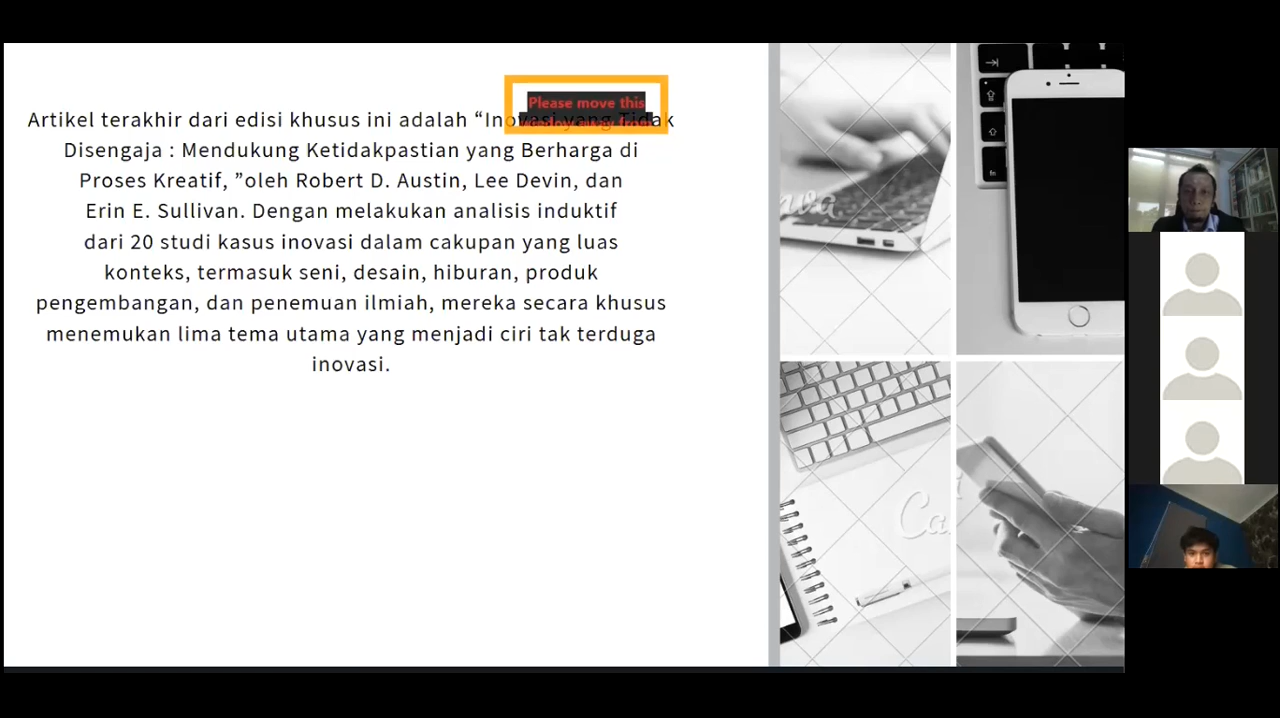 Please move this
Artikel terakhir dari edisi khusus ini adalah “Inovasi yang Tidak
Disengaja : Mendukung Ketidakpastian yang Berharga di
Proses Kreatif, ”oleh Robert D. Austin, Lee Devin, dan
Erin E. Sullivan. Dengan melakukan analisis induktif
dari 20 studi kasus inovasi dalam cakupan yang luas
konteks, termasuk seni, desain, hiburan, produk
pengembangan, dan penemuan ilmiah, mereka secara khusus
menemukan lima tema utama yang menjadi ciri tak terduga
inovasi.